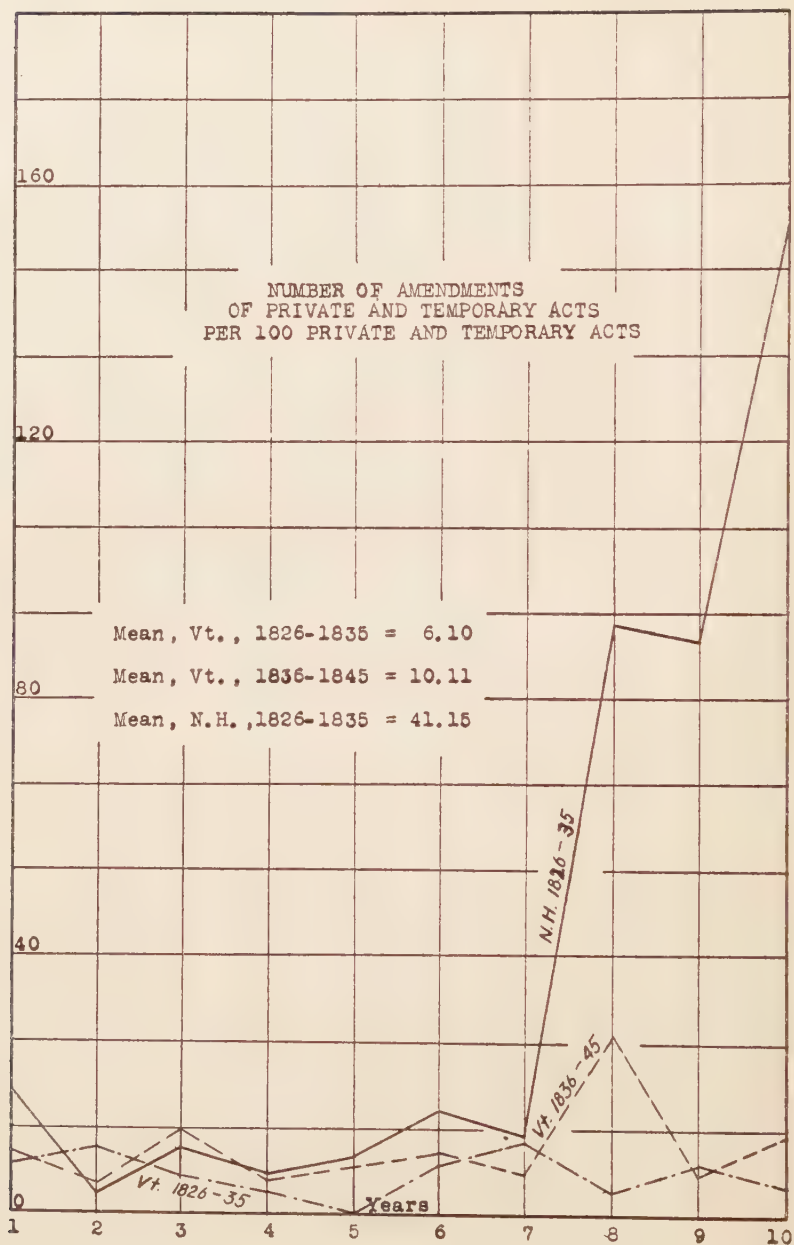 160
NUMBER OF AMENDMENTS
OF PRIVATE AND TEMPORARY ACTS
PER 100 PRIVATE AND TEMPORARY ACTS
120
Mean, Vt., 1826-1835 = 6.10
Mean, Vt., 1836-1845 = 10.11
80
Mean, N.H.,1826-1835 = 41.15
N.H. 1826-35
40
Vt. 1836-45
Vt. 1826-35
0
Years
1 2 3 4 5 6 7 8 9 10